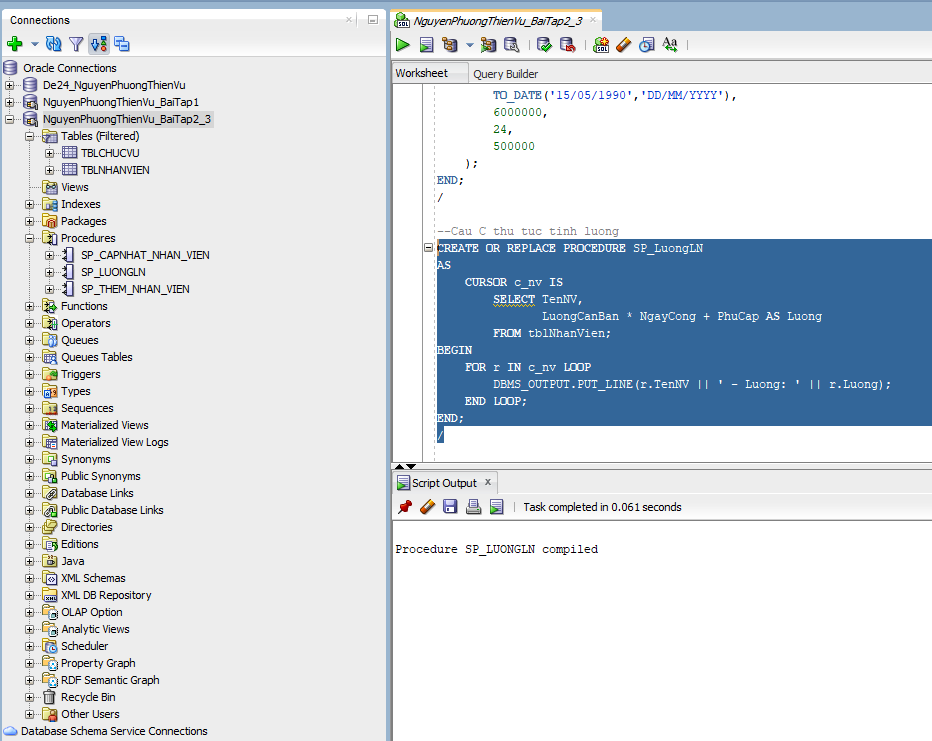 Connections
Oracle Connections
De24_NguyenPhuongThienVu
NguyenPhuongThienVu_BaiTap1
NguyenPhuongThienVu_BaiTap2_3
Tables (Filtered)
TBLCHUCVU
TBLNHANVIEN
Views
Indexes
Packages
Procedures
SP_CAPNHAT_NHAN_VIEN
SP_LUONGLN
SP_THEM_NHAN_VIEN
Functions
Operators
Queues
Queues Tables
Triggers
Types
Sequences
Materialized Views
Materialized View Logs
Synonyms
Public Synonyms
Database Links
Public Database Links
Directories
Editions
Java
XML Schemas
XML DB Repository
OLAP Option
Analytic Views
Scheduler
Property Graph
RDF Semantic Graph
Recycle Bin
Other Users
Database Schema Service Connections
NguyenPhuongThienVu_BaiTap2_3
Worksheet Query Builder
TO_DATE('15/05/1990','DD/MM/YYYY'),
6000000,
24,
500000
);
END;
/
--Cau C thu tuc tinh luong
CREATE OR REPLACE PROCEDURE SP_LuongLN
AS
CURSOR c_nv IS
SELECT TenNV,
LuongCanBan * NgayCong + PhuCap AS Luong
FROM tblNhanVien;
BEGIN
FOR r IN c_nv LOOP
DBMS_OUTPUT.PUT_LINE(r.TenNV || ' - Luong: ' || r.Luong);
END LOOP;
END;
/
Script Output
Task completed in 0.061 seconds
Procedure SP_LUONGLN compiled